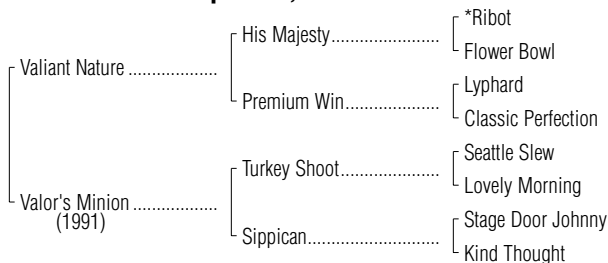 *Ribot
His Majesty.......................
Flower Bowl
Valiant Nature ...................
Lyphard
Premium Win....................
Classic Perfection
Seattle Slew
Turkey Shoot.....................
Lovely Morning
Valor's Minion ..................
(1991)
Stage Door Johnny
Sippican............................
Kind Thought